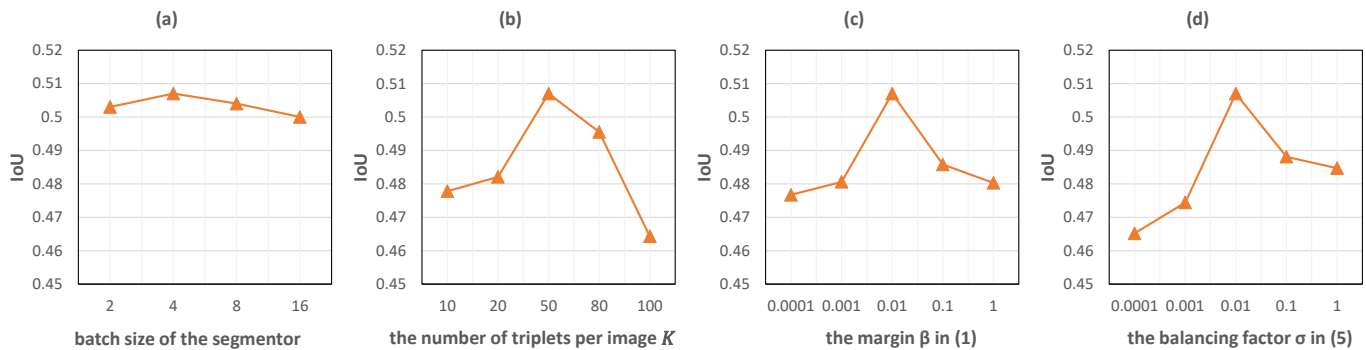 (a)
0.52
0.51
0.5
0.49
0.48
0.47
0.46
0.45
IoU
2 4 8 16
batch size of the segmentor
(b)
0.52
0.51
0.5
0.49
0.48
0.47
0.46
0.45
IoU
10 20 50 80 100
the number of triplets per image K
(c)
0.52
0.51
0.5
0.49
0.48
0.47
0.46
0.45
IoU
0.0001 0.001 0.01 0.1 1
the margin β in (1)
(d)
0.52
0.51
0.5
0.49
0.48
0.47
0.46
0.45
IoU
0.0001 0.001 0.01 0.1 1
the balancing factor σ in (5)